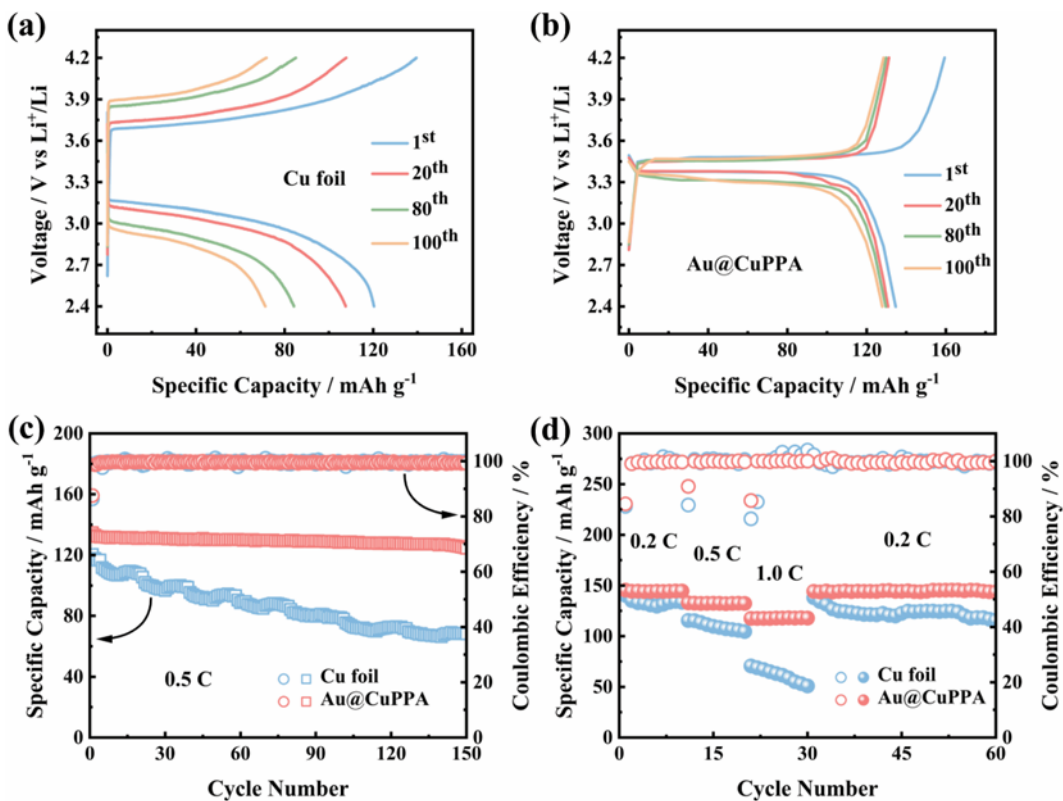 (a)
4.2
3.9
3.6
3.3
3.0
2.7
2.4
Voltage / V vs Li⁺/Li
1ˢᵗ
20ᵗʰ
80ᵗʰ
100ᵗʰ
Cu foil
0 40 80 120 160
Specific Capacity / mAh g⁻¹
(b)
4.2
3.9
3.6
3.3
3.0
2.7
2.4
Voltage / V vs Li⁺/Li
1ˢᵗ
20ᵗʰ
80ᵗʰ
100ᵗʰ
Au@CuPPA
0 40 80 120 160
Specific Capacity / mAh g⁻¹
(c)
200
160
120
80
40
0
Specific Capacity / mAh g⁻¹
0.5 C
Cu foil
Au@CuPPA
100
80
60
40
20
0
Coulombic Efficiency / %
0 30 60 90 120 150
Cycle Number
(d)
300
250
200
150
100
50
0
Specific Capacity / mAh g⁻¹
0.2 C
0.5 C
1.0 C
0.2 C
Cu foil
Au@CuPPA
100
80
60
40
20
0
Coulombic Efficiency / %
0 15 30 45 60
Cycle Number